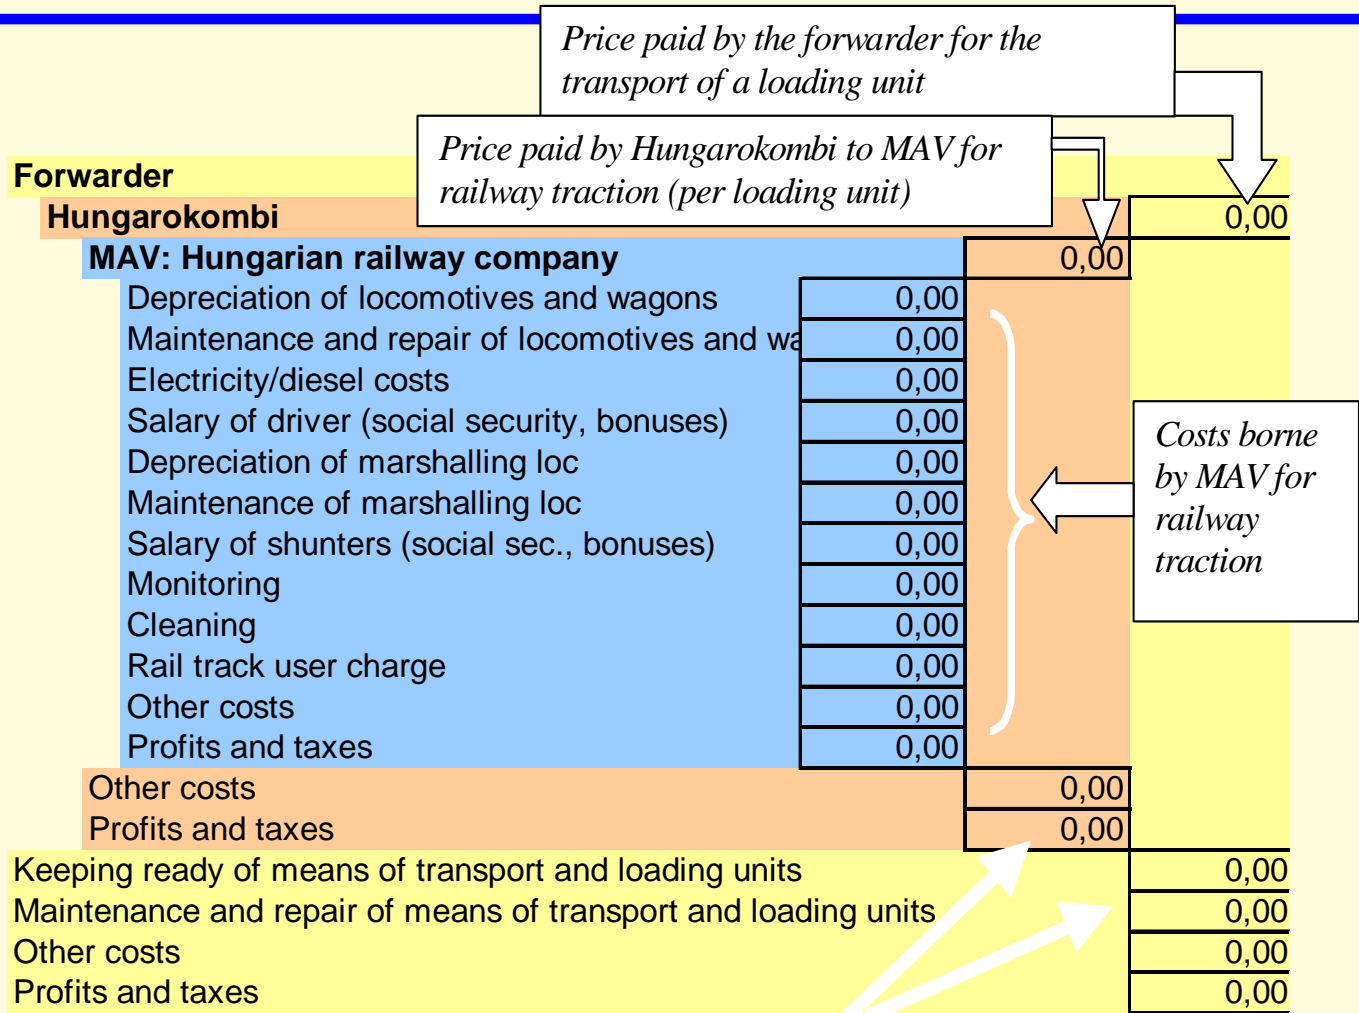 Price paid by the forwarder for the
transport of a loading unit
Price paid by Hungarokombi to MAV for
railway traction (per loading unit)
Forwarder
Hungarokombi 0,00
MAV: Hungarian railway company 0,00
Depreciation of locomotives and wagons 0,00
Maintenance and repair of locomotives and wa 0,00
Electricity/diesel costs 0,00
Salary of driver (social security, bonuses) 0,00
Depreciation of marshalling loc 0,00
Maintenance of marshalling loc 0,00
Salary of shunters (social sec., bonuses) 0,00
Monitoring 0,00
Cleaning 0,00
Rail track user charge 0,00
Other costs 0,00
Profits and taxes 0,00
Costs borne
by MAV for
railway
traction
Other costs 0,00
Profits and taxes 0,00
Keeping ready of means of transport and loading units 0,00
Maintenance and repair of means of transport and loading units 0,00
Other costs 0,00
Profits and taxes 0,00